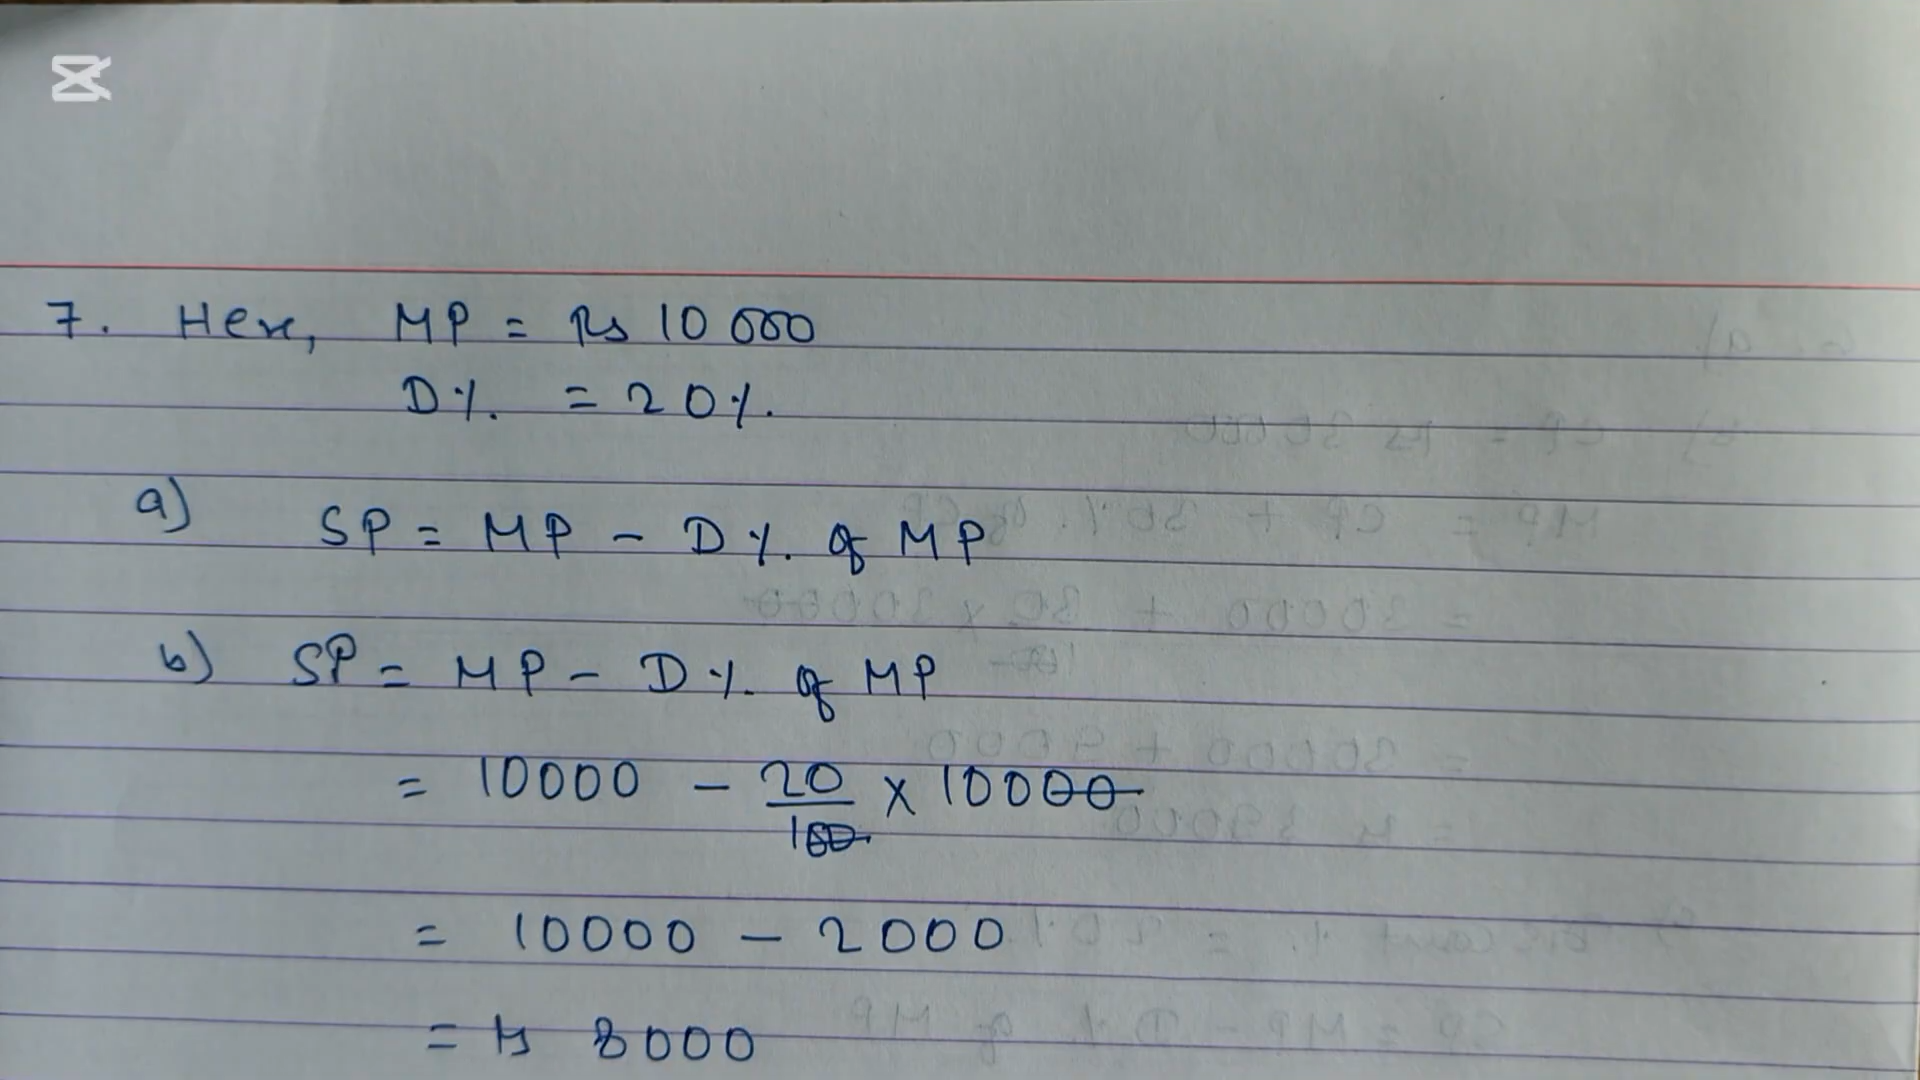 7. Here, MP = Rs 10 000
D% = 20%.
a) SP = MP - D% of MP
b) SP = MP - D% of MP
= 10000 - 20/100 × 10000
= 10000 - 2000
= Rs 8000